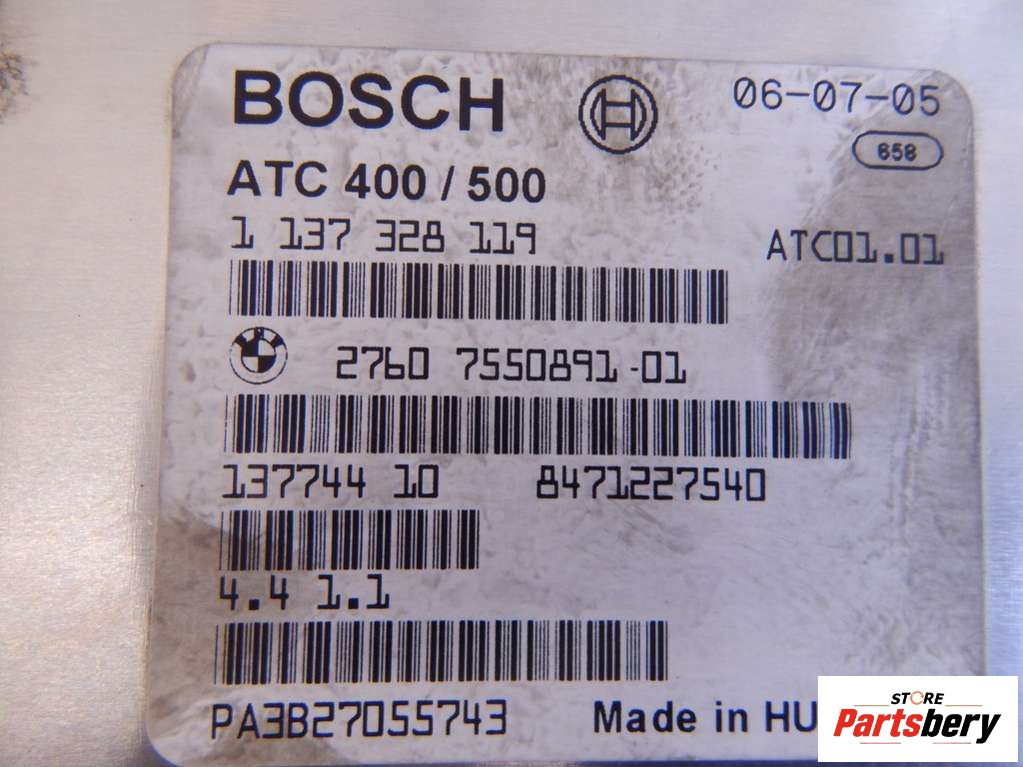 BOSCH
06-07-05
658
ATC 400 / 500
1 137 328 119
ATC01.01
2760 7550891-01
137744 10 8471227540
4.4 1.1
PA3B27055743
Made in HU
STORE
Partsbery